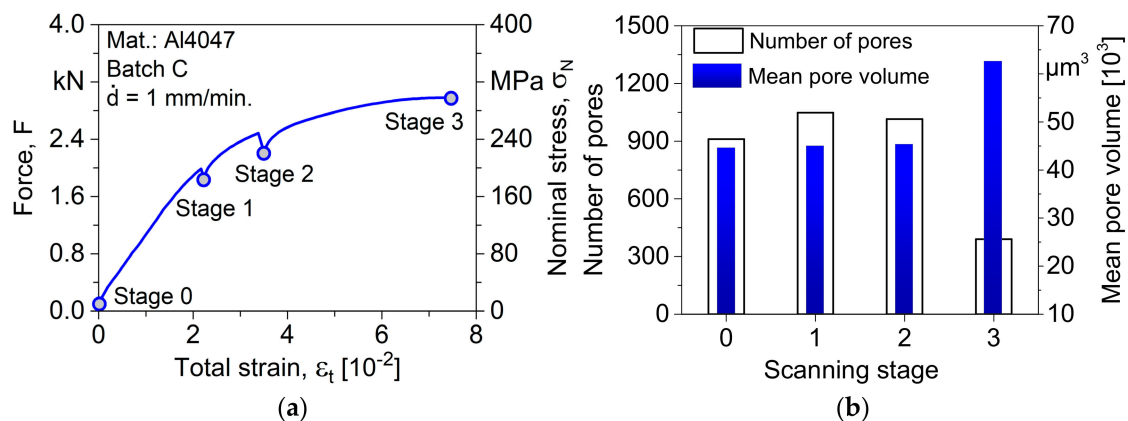 4.0
kN
2.4
1.6
0.8
0.0
Force, F
Mat.: Al4047
Batch C
ḋ = 1 mm/min.
Stage 0
Stage 1
Stage 2
Stage 3
400
MPa
240
160
80
0
Nominal stress, σN
0 2 4 6 8
Total strain, εt [10-2]
(a)
1500
1200
900
600
300
0
Number of pores
Number of pores
Mean pore volume
70
µm3
50
40
30
20
10
Mean pore volume [103]
0 1 2 3
Scanning stage
(b)